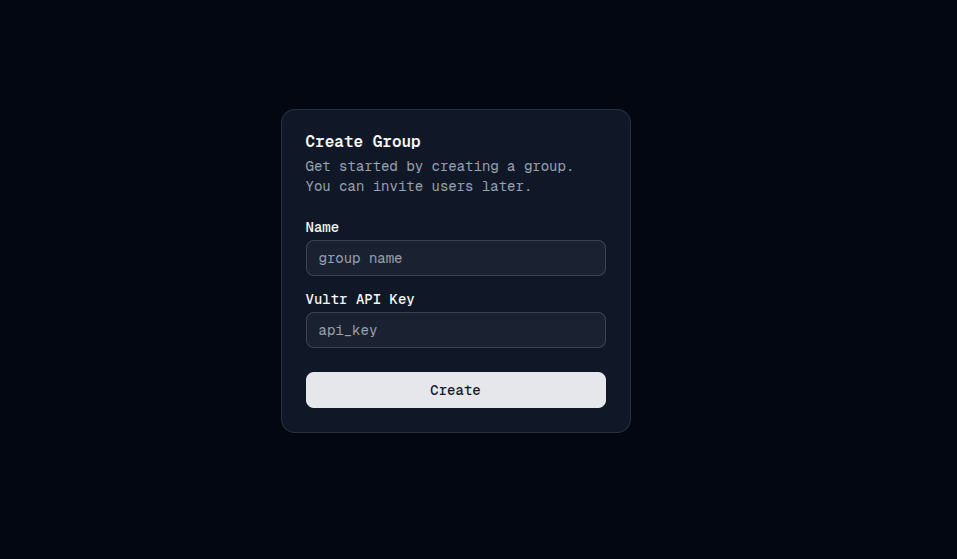 Create Group
Get started by creating a group.
You can invite users later.
Name
group name
Vultr API Key
api_key
Create